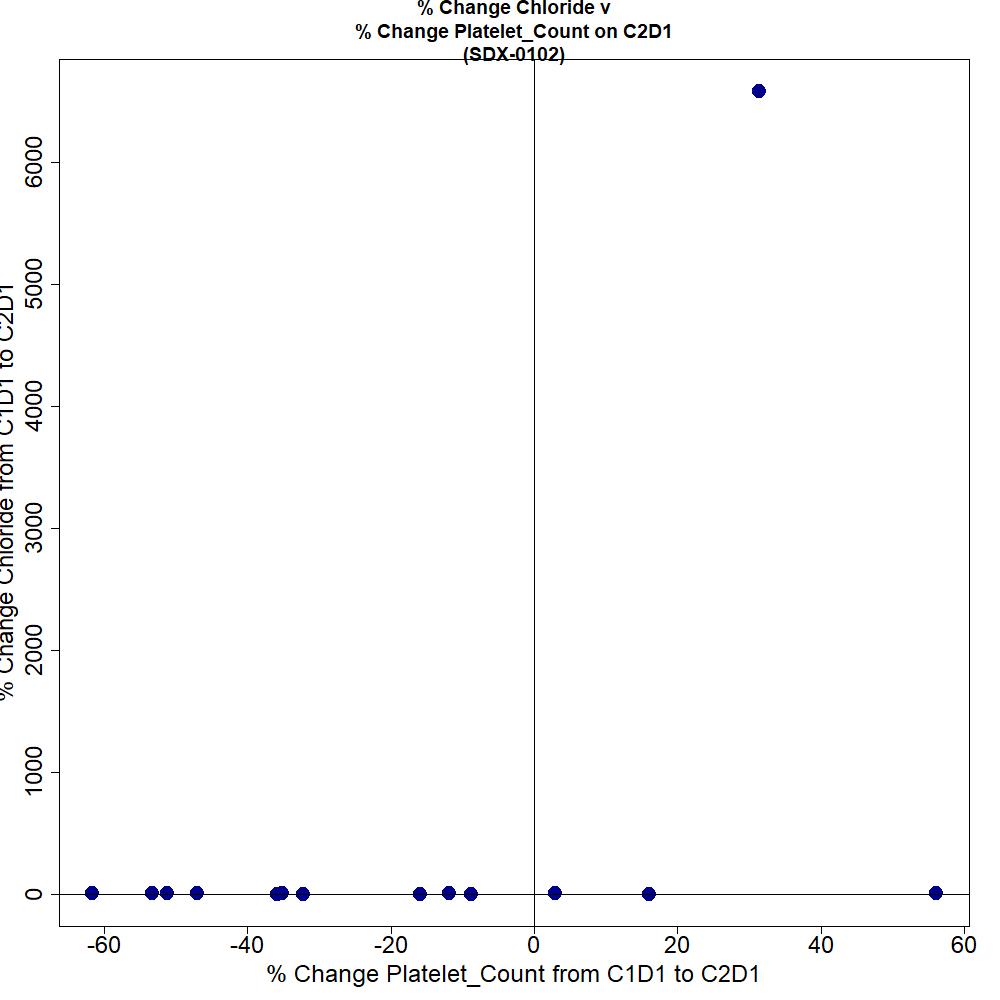 % Change Chloride v
% Change Platelet_Count on C2D1
(SDX-0102)
% Change Chloride from C1D1 to C2D1
6000
5000
4000
3000
2000
1000
0
-60
-40
-20
0
20
40
60
% Change Platelet_Count from C1D1 to C2D1